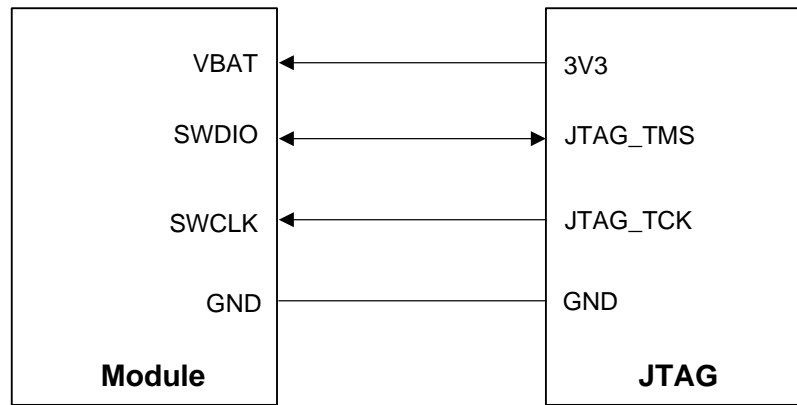 VBAT 3V3
SWDIO JTAG_TMS
SWCLK JTAG_TCK
GND GND
Module JTAG